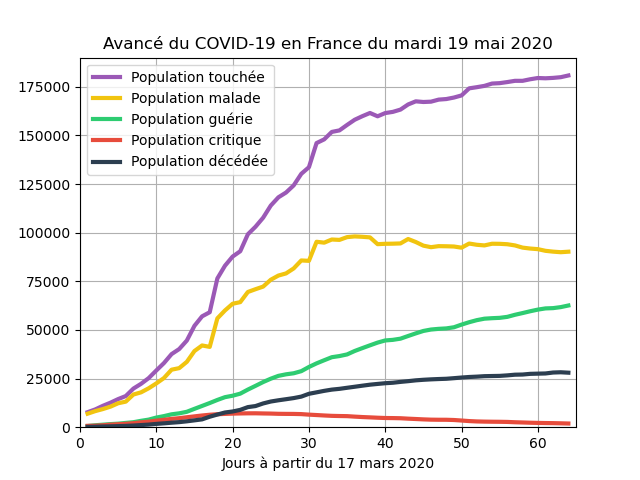 Avancé du COVID-19 en France du mardi 19 mai 2020
Population touchée
Population malade
Population guérie
Population critique
Population décédée
175000
150000
125000
100000
75000
50000
25000
0
0 10 20 30 40 50 60
Jours à partir du 17 mars 2020